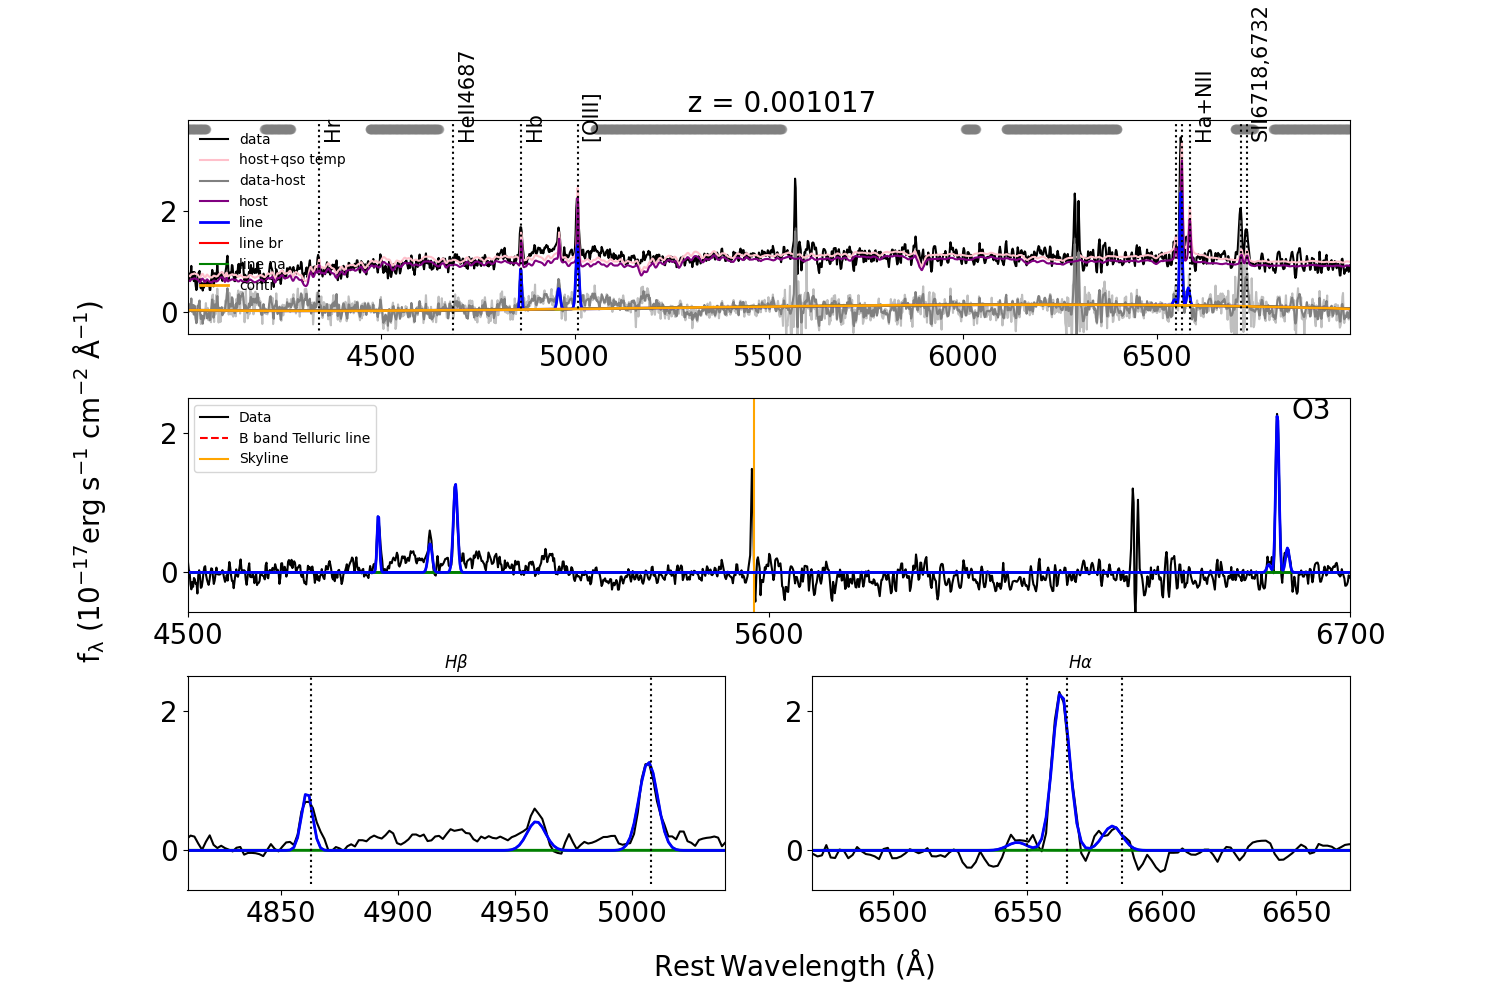 z = 0.001017
Hr
HeII4687
Hb
[OIII]
Ha+NII
SII6718,6732
data
host+qso temp
data-host
host
line
line br
line na
conti
2
0
4500
5000
5500
6000
6500
Data
B band Telluric line
Skyline
O3
2
0
4500
5600
6700
fλ (10⁻¹⁷erg s⁻¹ cm⁻² Å⁻¹)
Hβ
2
0
4850
4900
4950
5000
Hα
2
0
6500
6550
6600
6650
Rest Wavelength (Å)